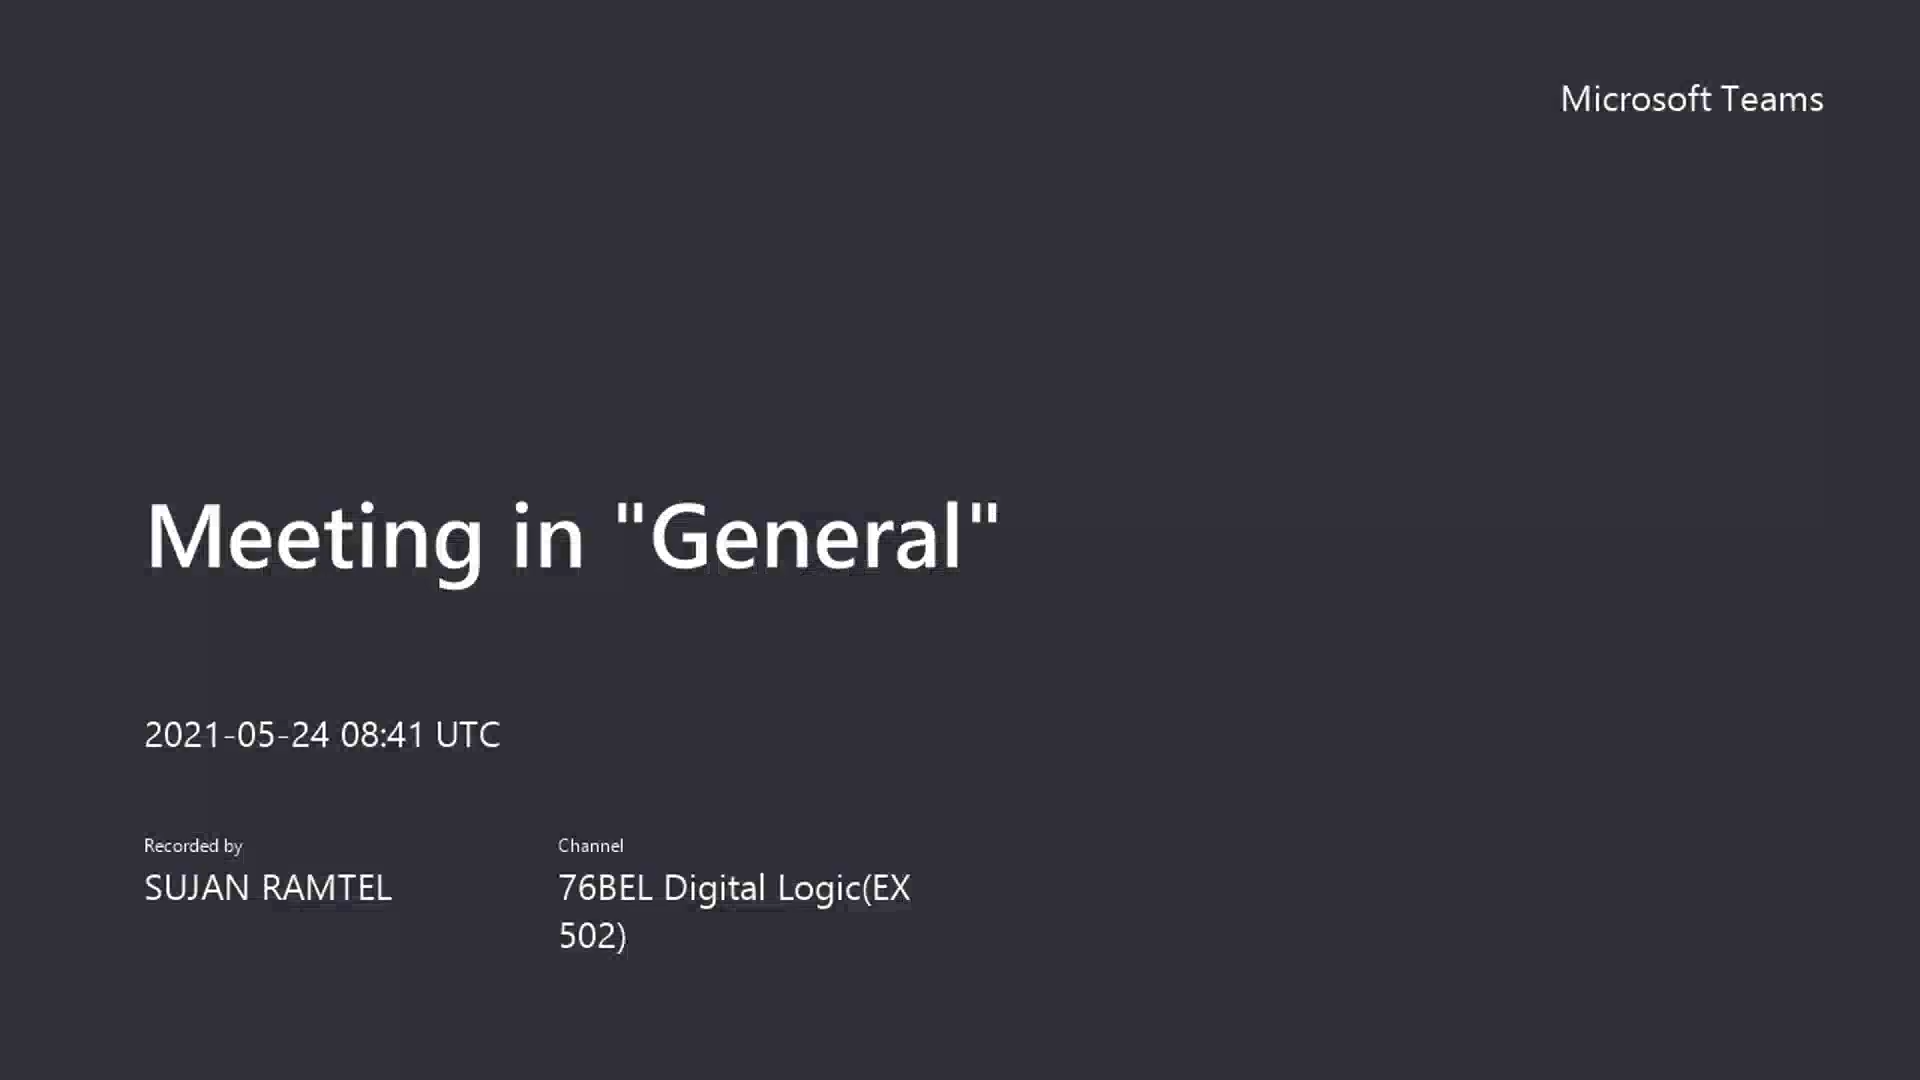 Microsoft Teams
Meeting in "General"
2021-05-24 08:41 UTC
Recorded by
SUJAN RAMTEL
Channel
76BEL Digital Logic(EX
502)